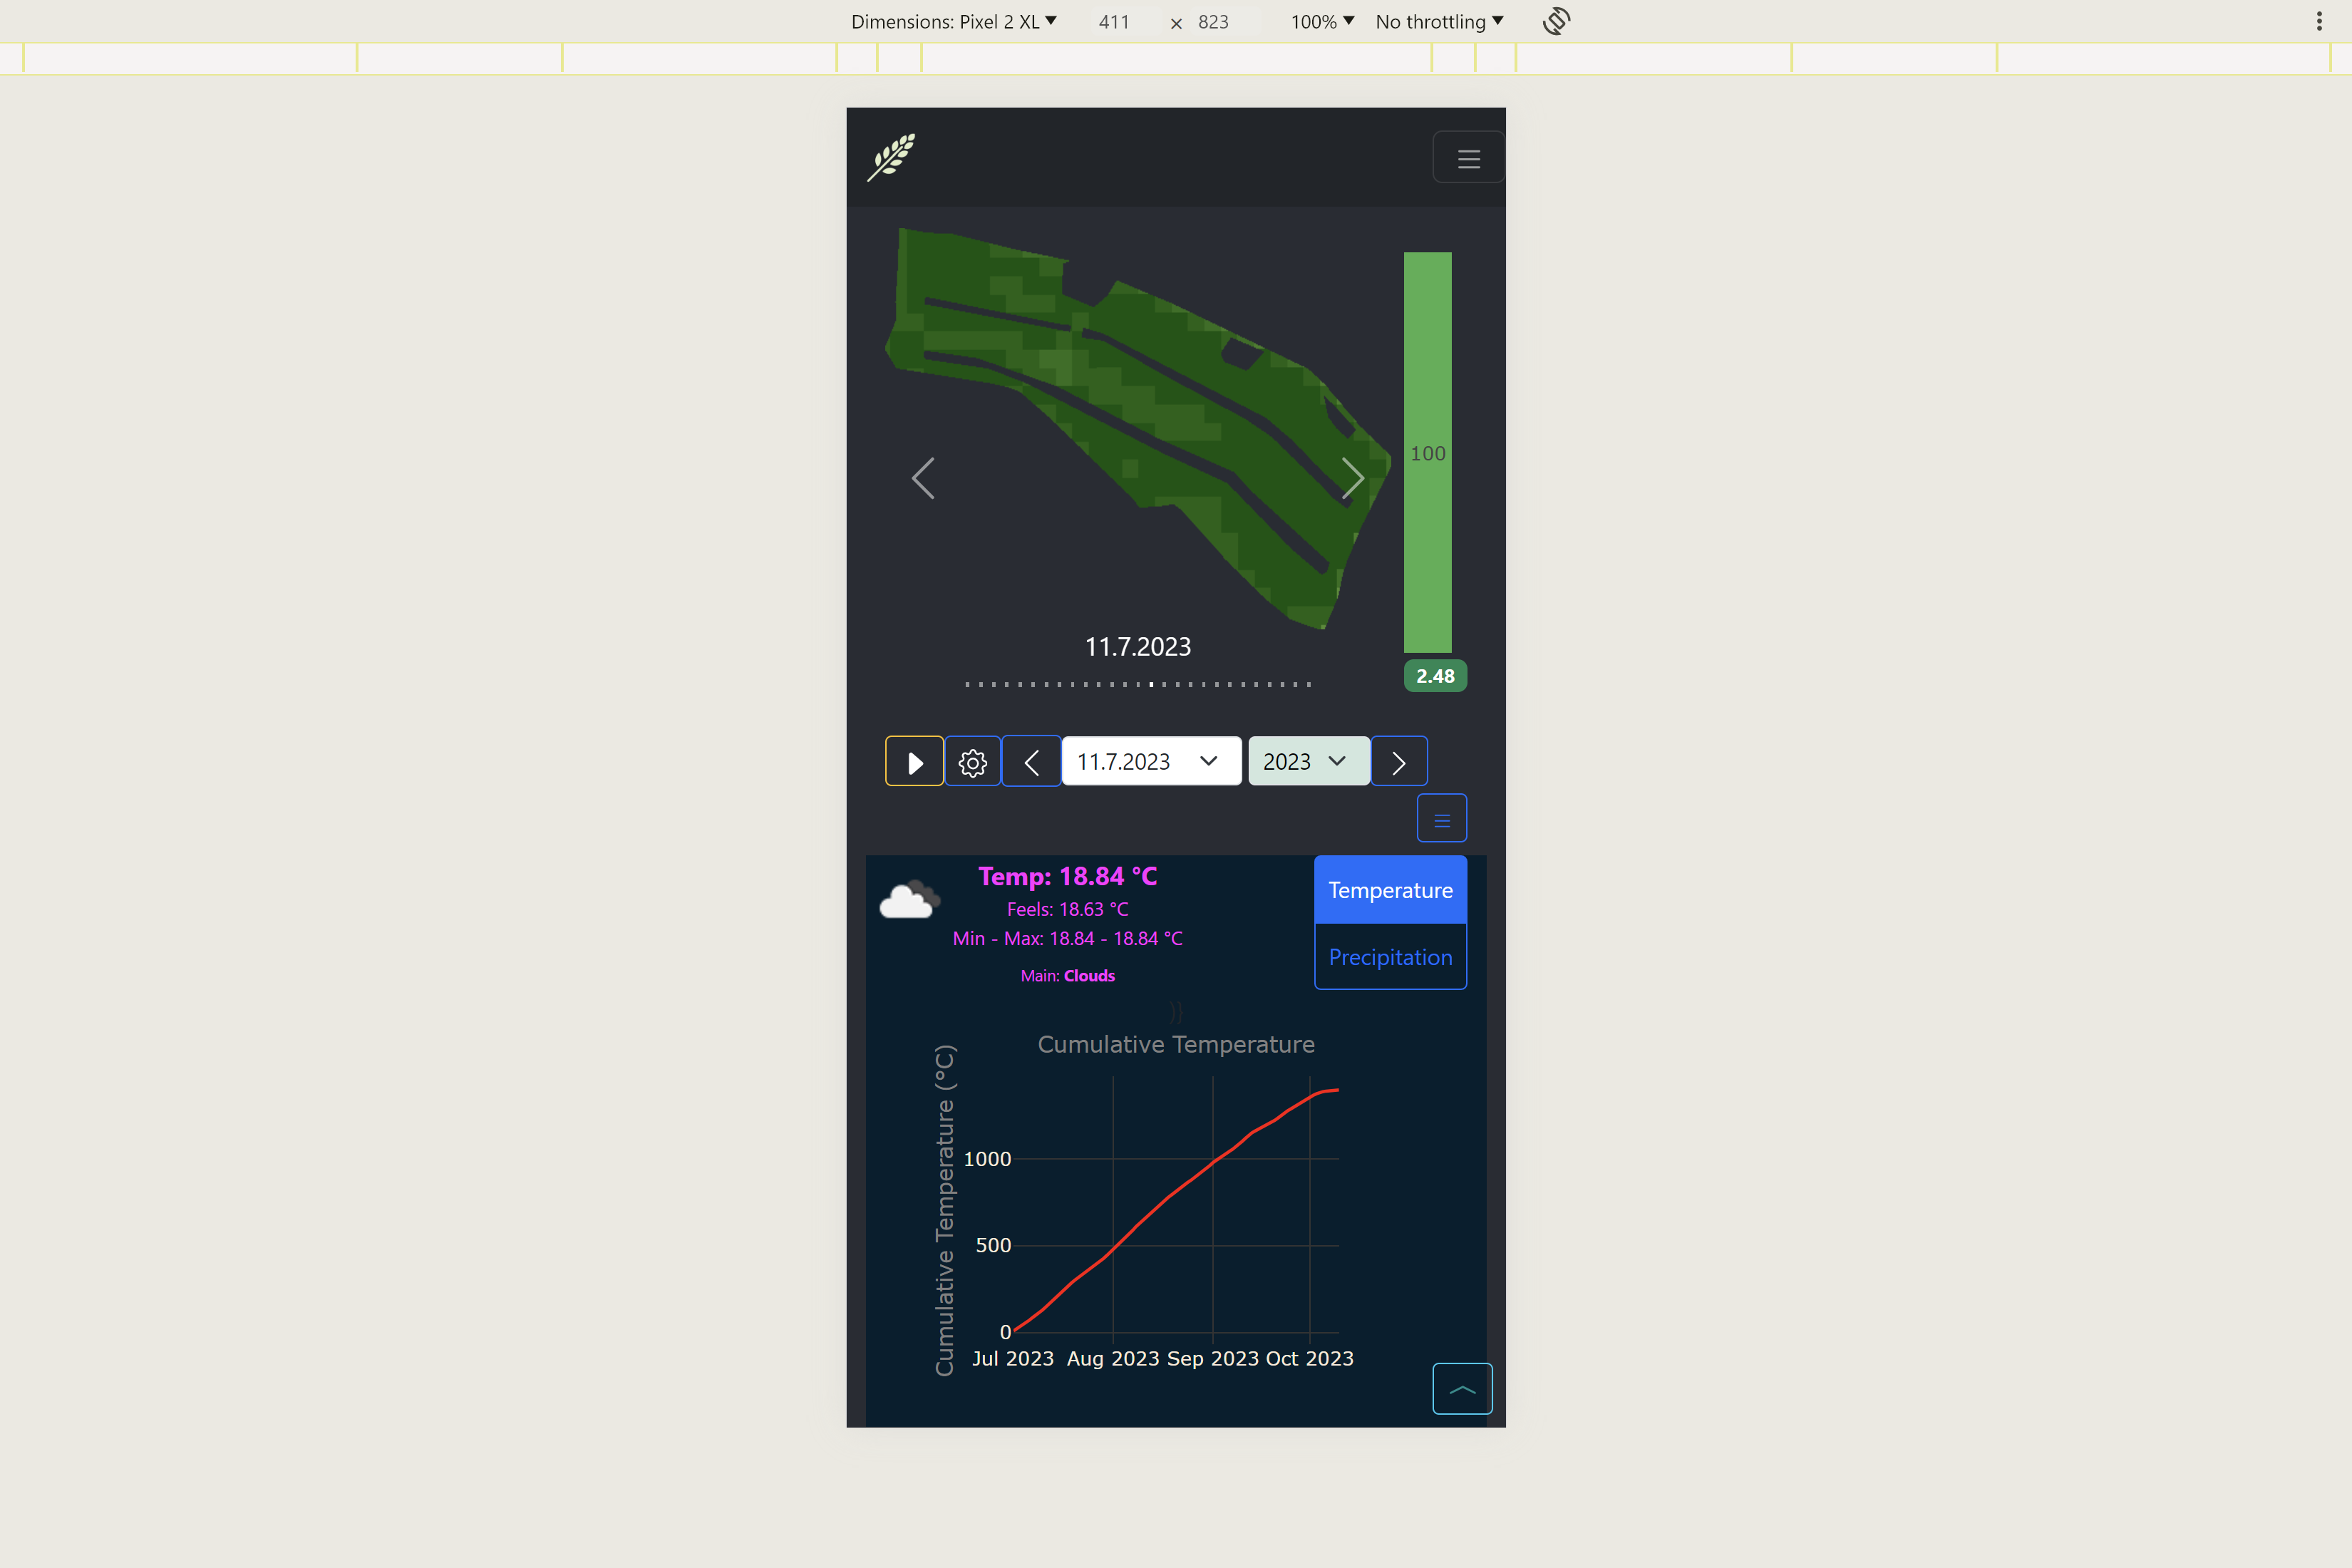 Dimensions: Pixel 2 XL 411 × 823 100% No throttling
100
11.7.2023
2.48
11.7.2023 2023
Temp: 18.84 °C
Feels: 18.63 °C
Min - Max: 18.84 - 18.84 °C
Main: Clouds
Temperature
Precipitation
))
Cumulative Temperature
Cumulative Temperature (°C)
1000
500
0
Jul 2023 Aug 2023 Sep 2023 Oct 2023